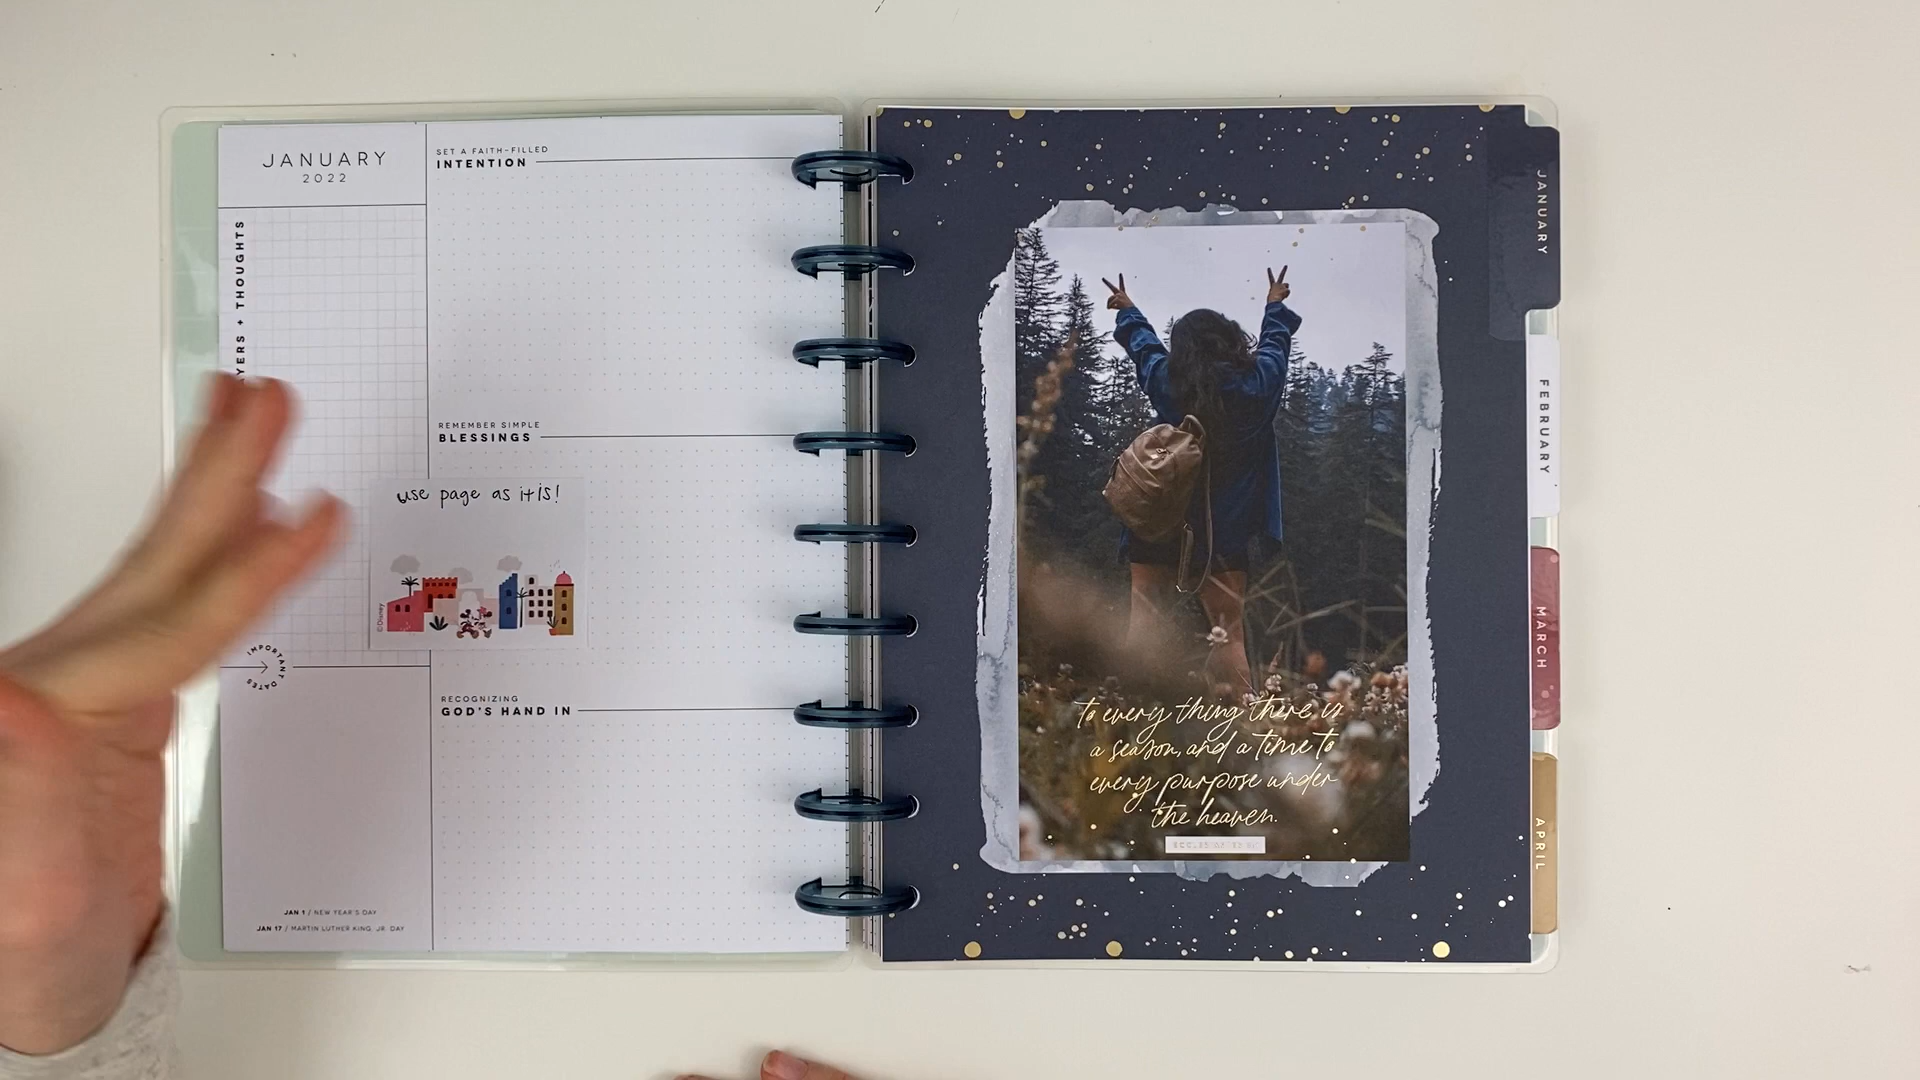 JANUARY
2022
SET A FAITH-FILLED
INTENTION
AYERS + THOUGHTS
REMEMBER SIMPLE
BLESSINGS
use page as it is!
©Disney
IMPORTANT DATES
RECOGNIZING
GOD'S HAND IN
JAN 1 / NEW YEAR'S DAY
JAN 17 / MARTIN LUTHER KING, JR. DAY
to every thing there is
a season, and a time to
every purpose under
the heaven.
JANUARY
FEBRUARY
MARCH
APRIL